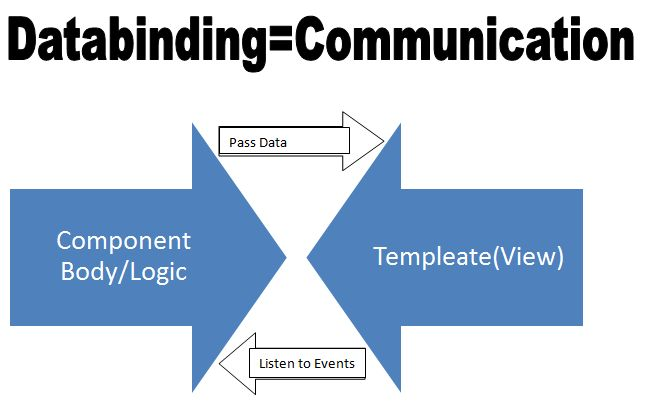 Databinding=Communication
Pass Data
Component
Body/Logic
Templeate(View)
Listen to Events